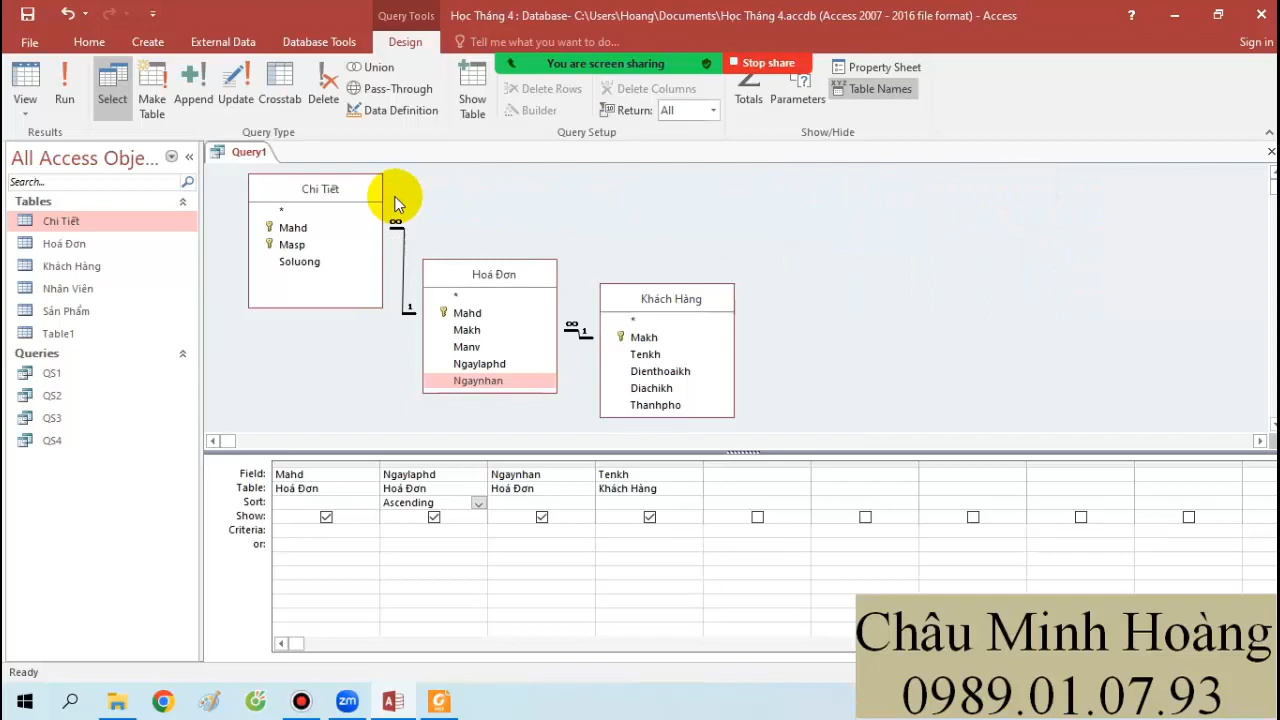 Query Tools
Học Tháng 4 : Database- C:\Users\Hoang\Documents\Học Tháng 4.accdb (Access 2007 - 2016 file format) - Access
?
File Home Create External Data Database Tools Design Tell me what you want to do... Sign in
You are screen sharing Stop share
View Run Select Make Table Append Update Crosstab Delete
Union
Pass-Through
Data Definition
Show Table
Delete Rows
Builder
Delete Columns
Return: All
Totals Parameters
Property Sheet
Table Names
Results Query Type Query Setup Show/Hide
All Access Obje... «
Search...
Tables
Chi Tiết
Hoá Đơn
Khách Hàng
Nhân Viên
Sản Phẩm
Table1
Queries
QS1
QS2
QS3
QS4
Query1
Chi Tiết
*
Mahd
Masp
Soluong
∞
1
Hoá Đơn
*
Mahd
Makh
Manv
Ngaylaphd
Ngaynhan
∞ 1
Khách Hàng
*
Makh
Tenkh
Dienthoaikh
Diachikh
Thanhpho
Field: Mahd Ngaylaphd Ngaynhan Tenkh
Table: Hoá Đơn Hoá Đơn Hoá Đơn Khách Hàng
Sort: Ascending
Show:
Criteria:
or:
Châu Minh Hoàng
0989.01.07.93
Ready
zm